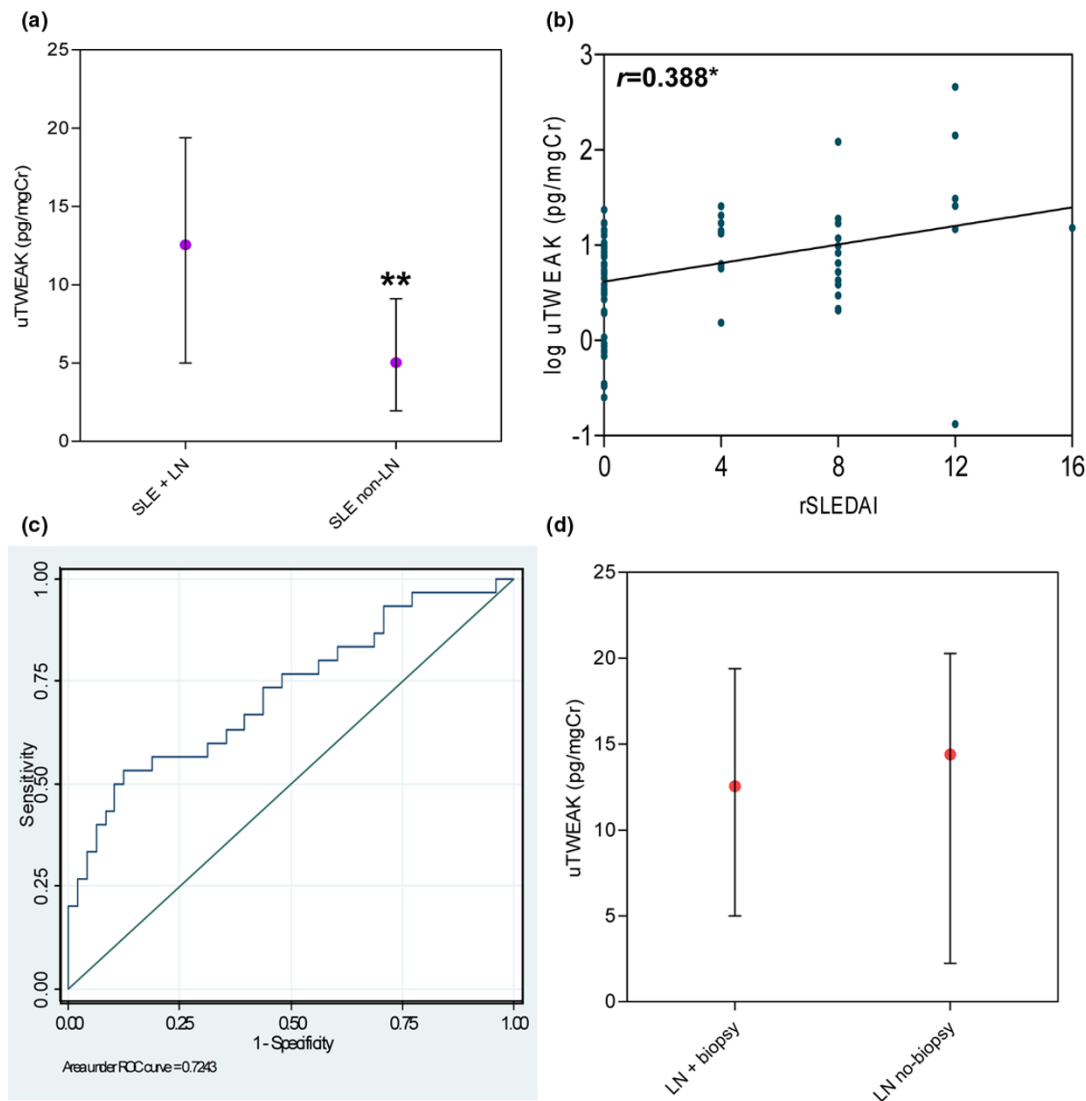 (a)
25
20
15
10
5
0
uTWEAK (pg/mgCr)
**
SLE + LN
SLE non-LN
(b)
r=0.388*
3
2
1
0
-1
log uTWEAK (pg/mgCr)
0 4 8 12 16
rSLEDAI
(c)
1.00
0.75
0.50
0.25
0.00
Sensitivity
0.00 0.25 0.50 0.75 1.00
1 - Specificity
Area under ROC curve = 0.7243
(d)
25
20
15
10
5
0
uTWEAK (pg/mgCr)
LN + biopsy
LN no-biopsy